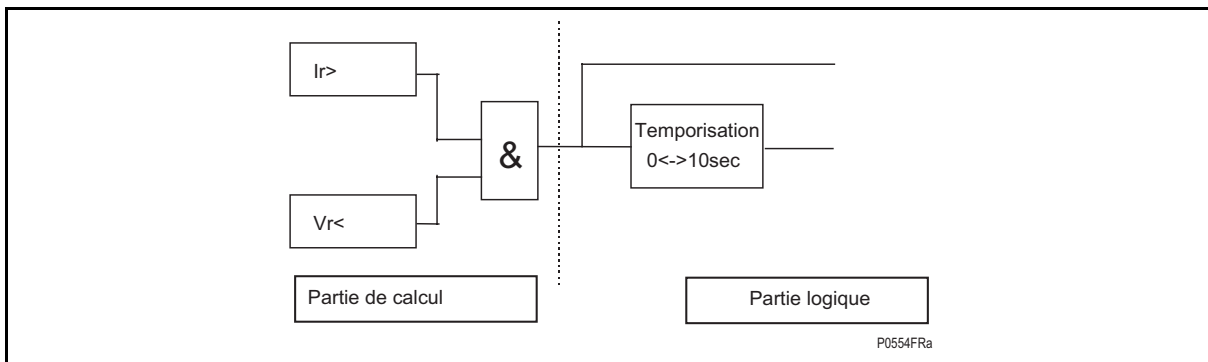 Ir>
&
Temporisation
0<->10sec
Vr<
Partie de calcul
Partie logique
P0554FRa